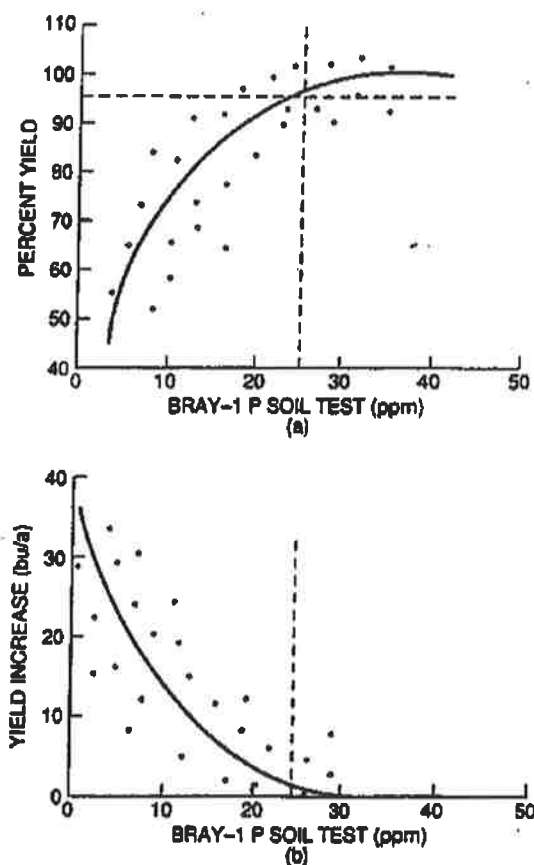 110
100
90
80
70
60
50
40
PERCENT YIELD
0 10 20 30 40 50
BRAY-1 P SOIL TEST (ppm)
(a)
40
30
20
10
0
YIELD INCREASE (bu/a)
0 10 20 30 40 50
BRAY-1 P SOIL TEST (ppm)
(b)